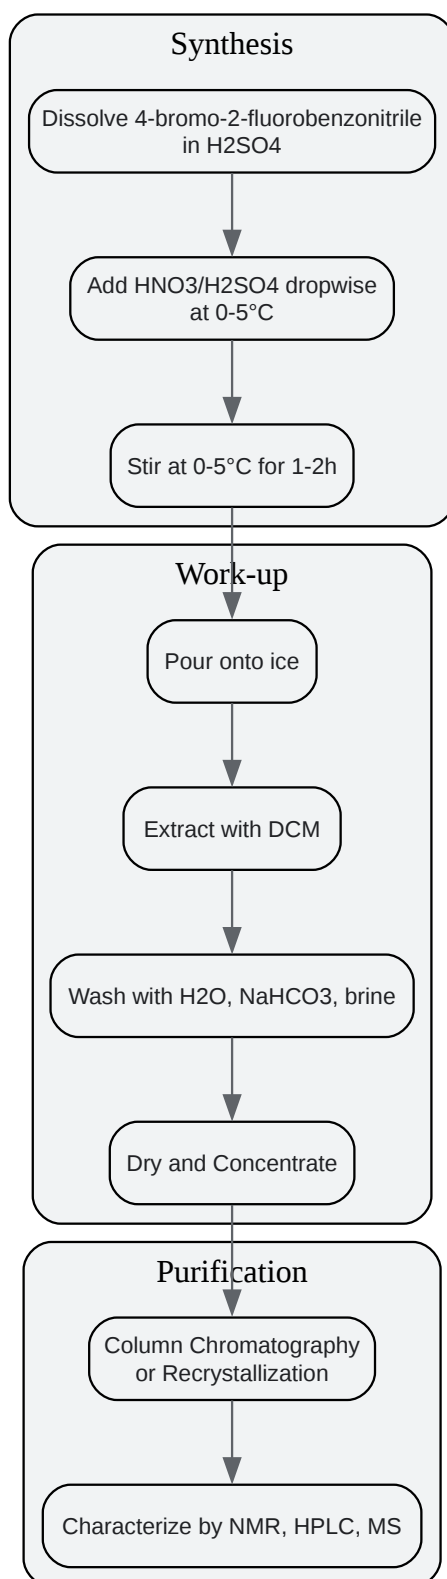 Synthesis
Dissolve 4-bromo-2-fluorobenzonitrile
in H2SO4
Add HNO3/H2SO4 dropwise
at 0-5°C
Stir at 0-5°C for 1-2h
Work-up
Pour onto ice
Extract with DCM
Wash with H2O, NaHCO3, brine
Dry and Concentrate
Purification
Column Chromatography
or Recrystallization
Characterize by NMR, HPLC, MS